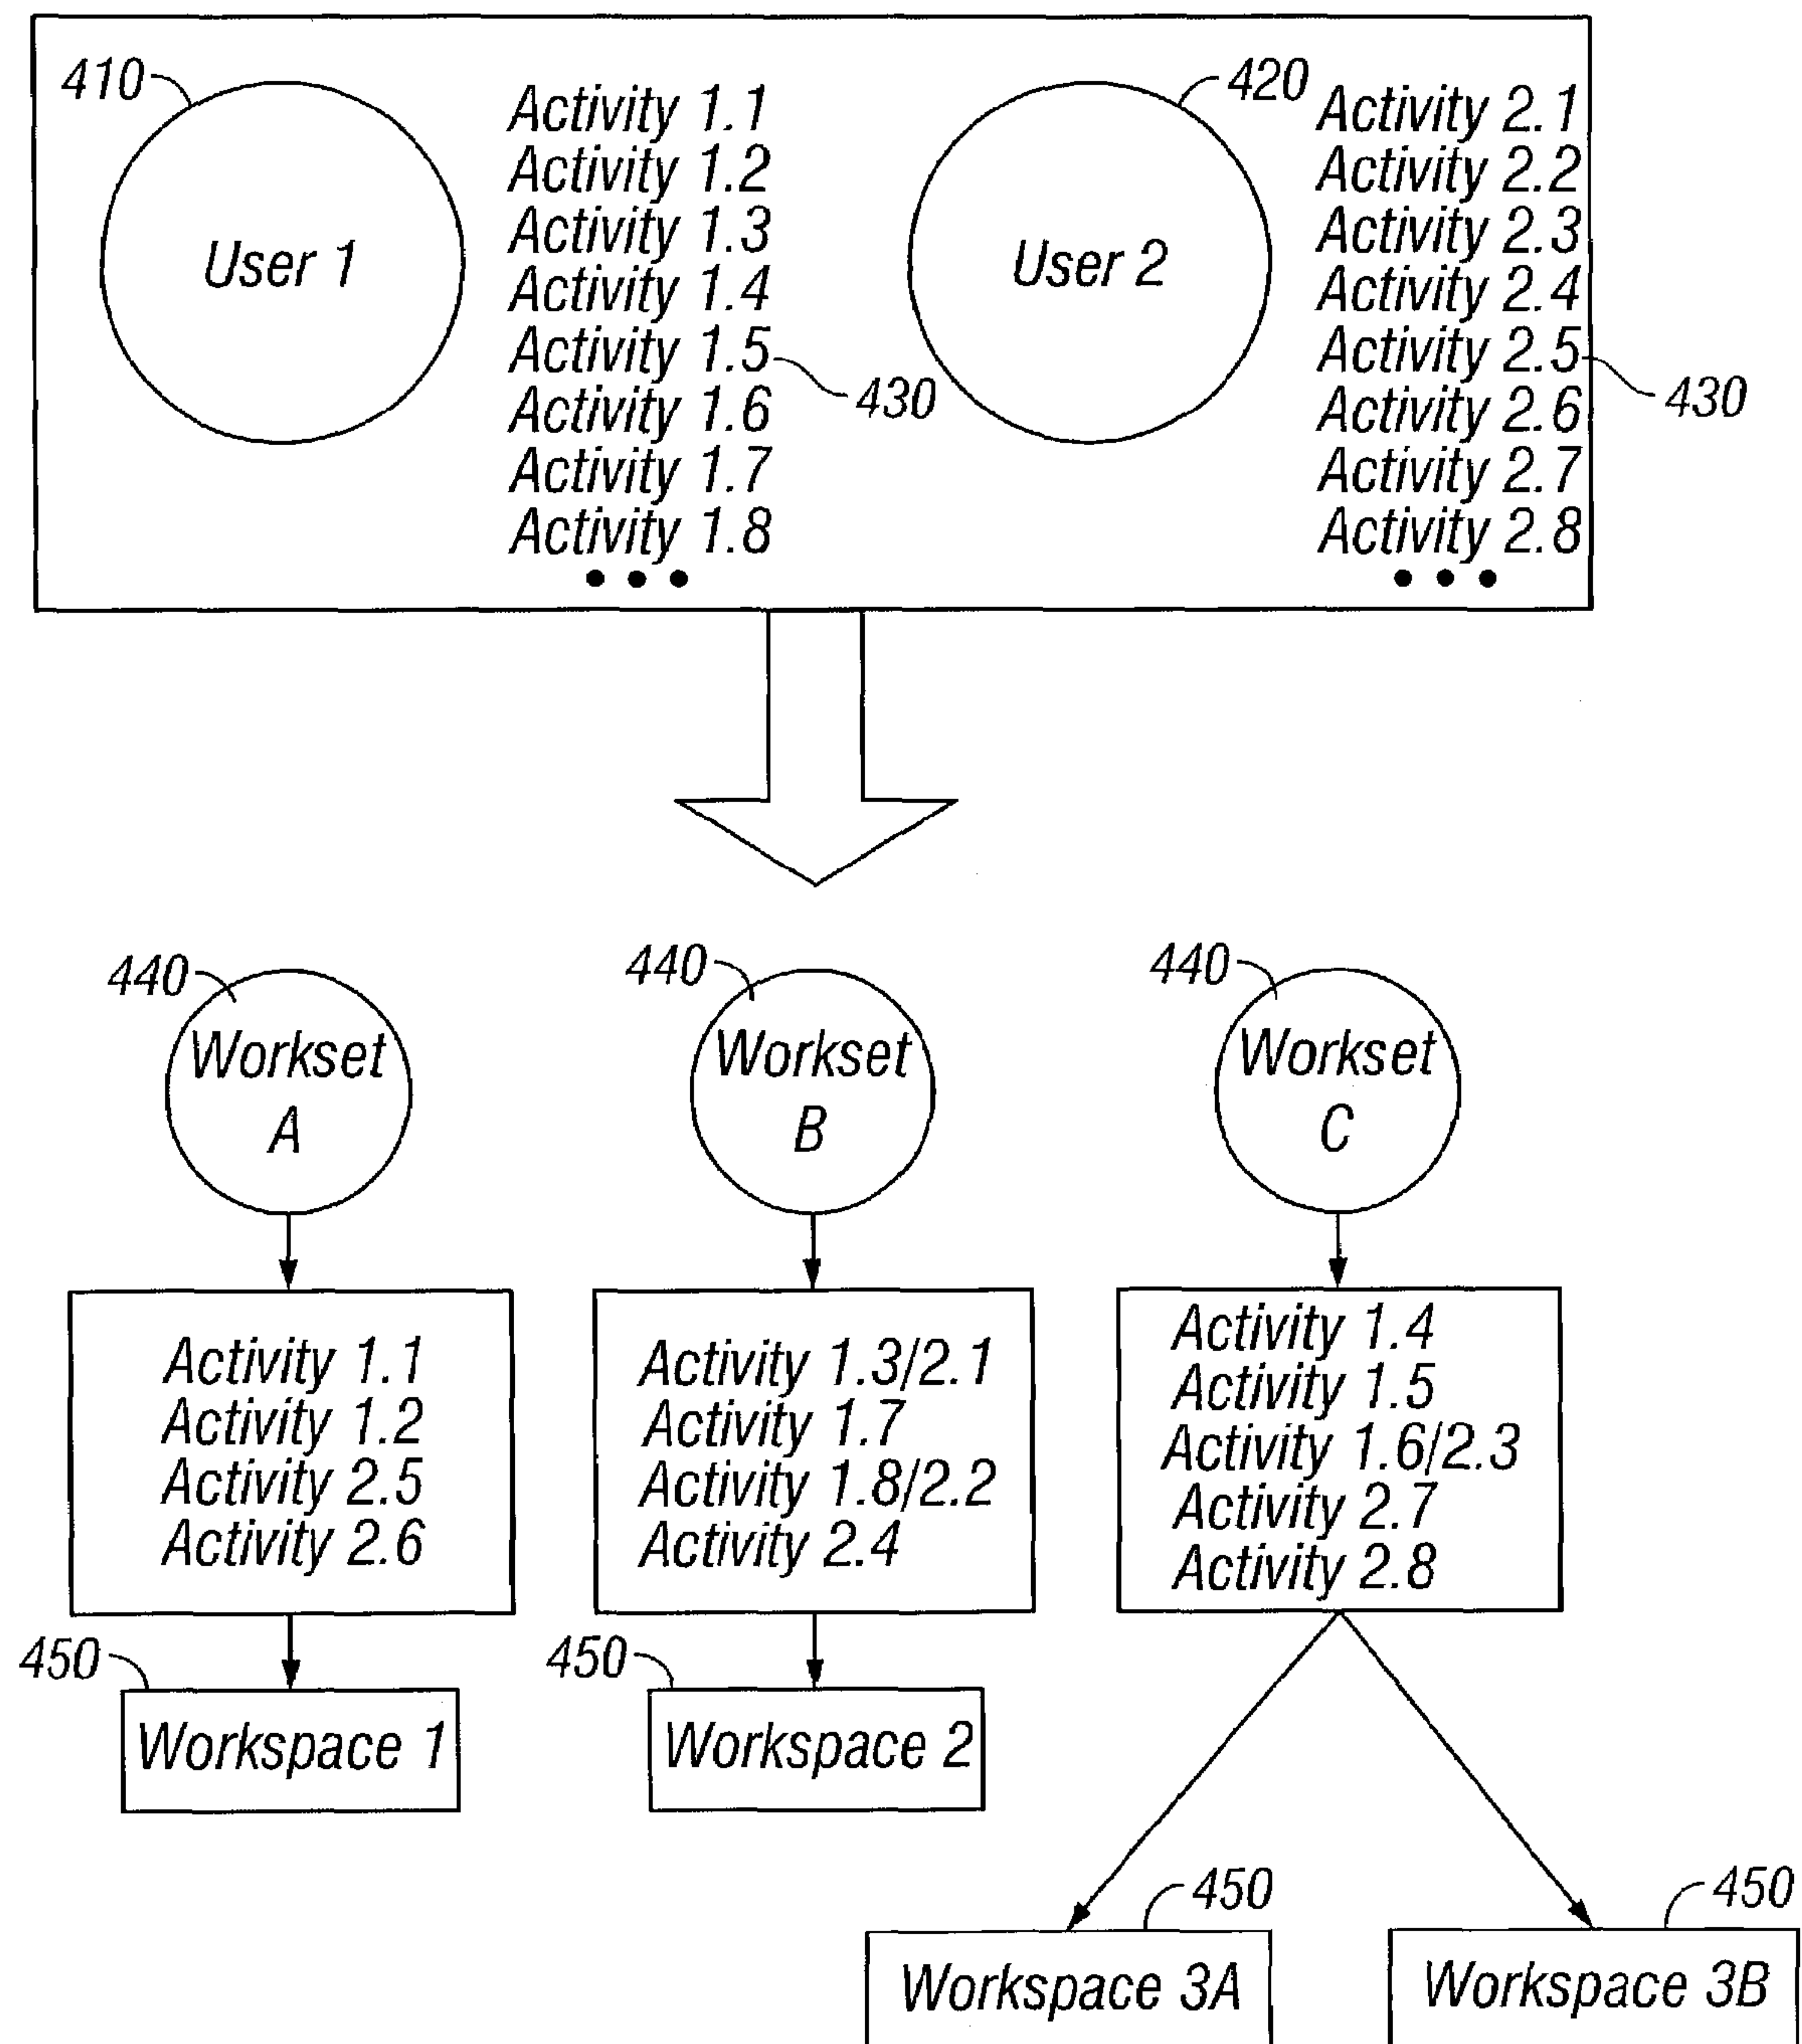 410
User 1
Activity 1.1
Activity 1.2
Activity 1.3
Activity 1.4
Activity 1.5
Activity 1.6
Activity 1.7
Activity 1.8
• • •
430
420
User 2
Activity 2.1
Activity 2.2
Activity 2.3
Activity 2.4
Activity 2.5
Activity 2.6
Activity 2.7
Activity 2.8
• • •
430
440
Workset
A
440
Workset
B
440
Workset
C
Activity 1.1
Activity 1.2
Activity 2.5
Activity 2.6
Activity 1.3/2.1
Activity 1.7
Activity 1.8/2.2
Activity 2.4
Activity 1.4
Activity 1.5
Activity 1.6/2.3
Activity 2.7
Activity 2.8
450
Workspace 1
450
Workspace 2
450
Workspace 3A
450
Workspace 3B